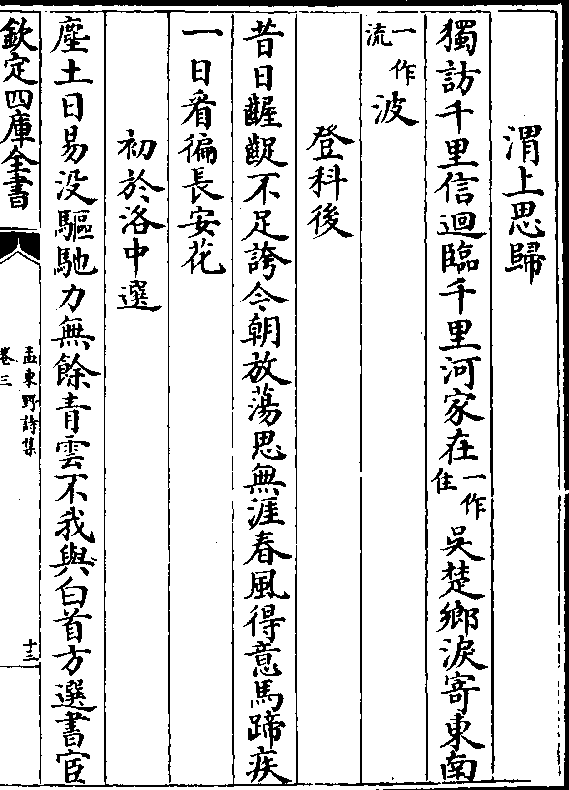 渭上思歸
獨訪千里信迴臨千里河家在一作住吳楚鄉淚寄東南
一作流波
登科後
昔日齷齪不足誇今朝放蕩思無涯春風得意馬蹄疾
一日看徧長安花
初於洛中選
塵土日易没驅馳力無餘青雲不我與白首方選書宦
欽定四庫全書
孟東野詩集
卷三
十三